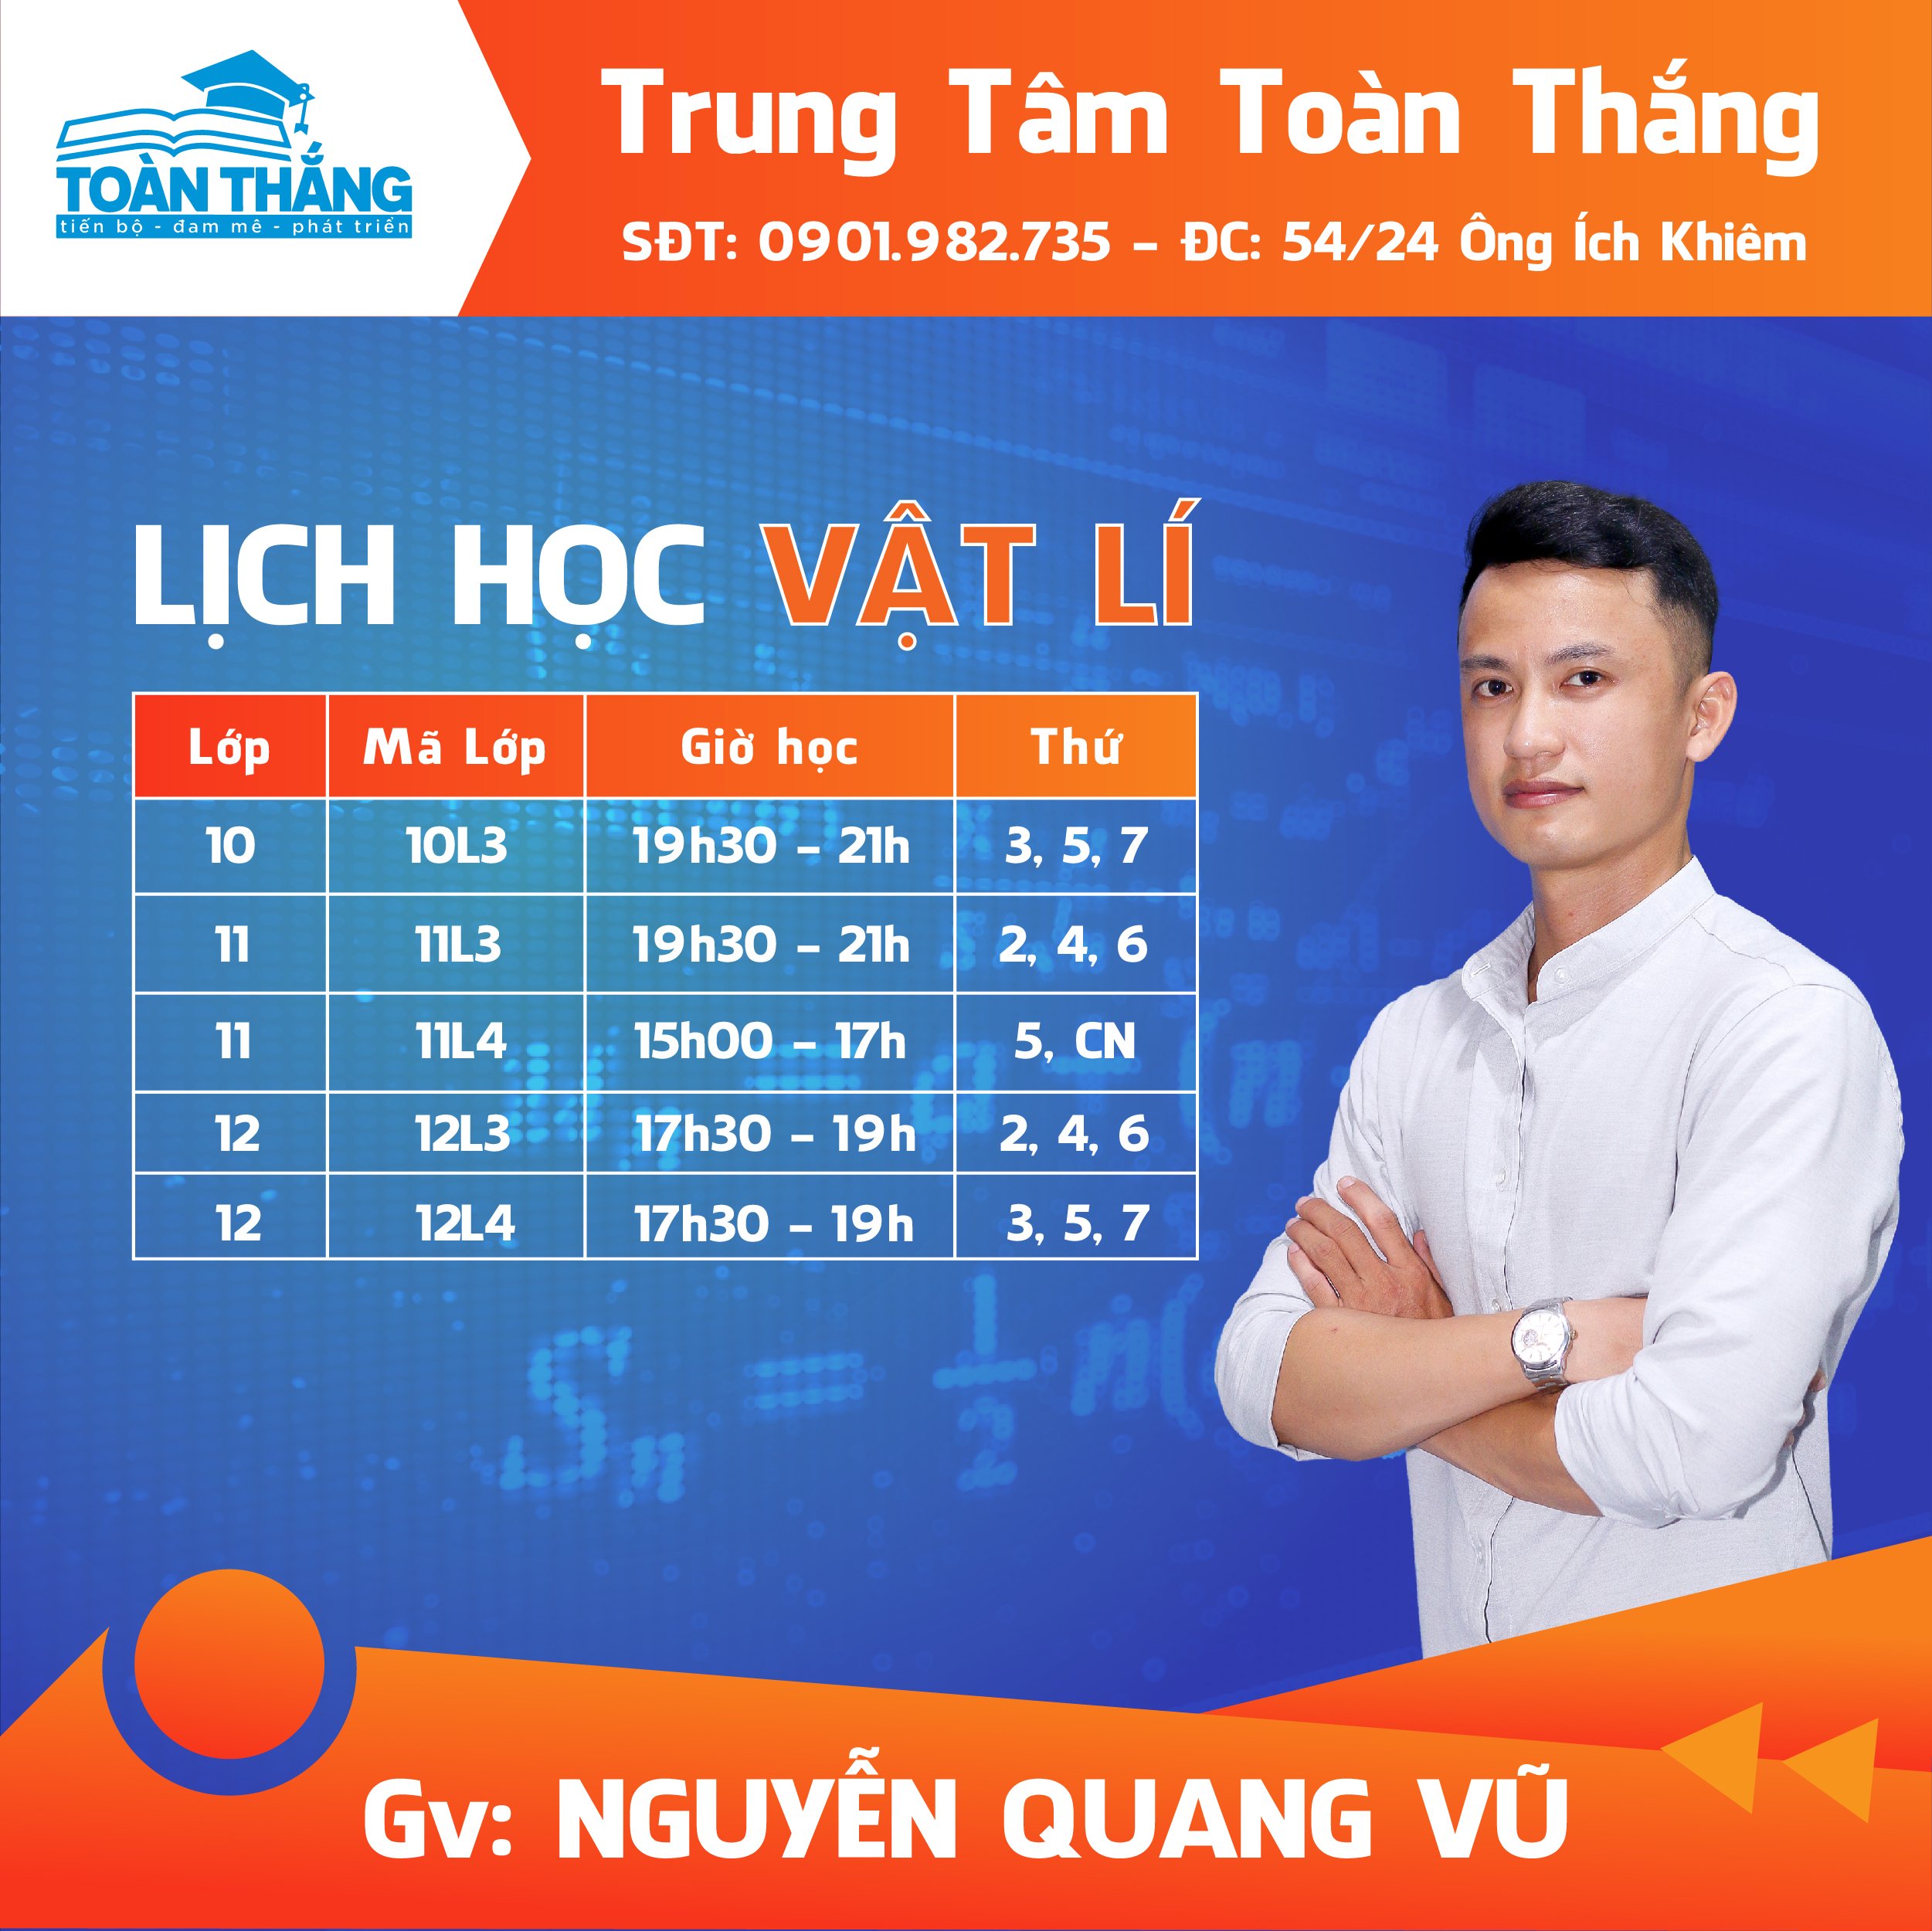 TOÀN THẮNG
tiến bộ - đam mê - phát triển
Trung Tâm Toàn Thắng
SĐT: 0901.982.735 – ĐC: 54/24 Ông Ích Khiêm
LỊCH HỌC VẬT LÍ
Lớp Mã Lớp Giờ học Thứ
10 10L3 19h30 – 21h 3, 5, 7
11 11L3 19h30 – 21h 2, 4, 6
11 11L4 15h00 – 17h 5, CN
12 12L3 17h30 – 19h 2, 4, 6
12 12L4 17h30 – 19h 3, 5, 7
Sn = 1/2 n(
Gv: NGUYỄN QUANG VŨ